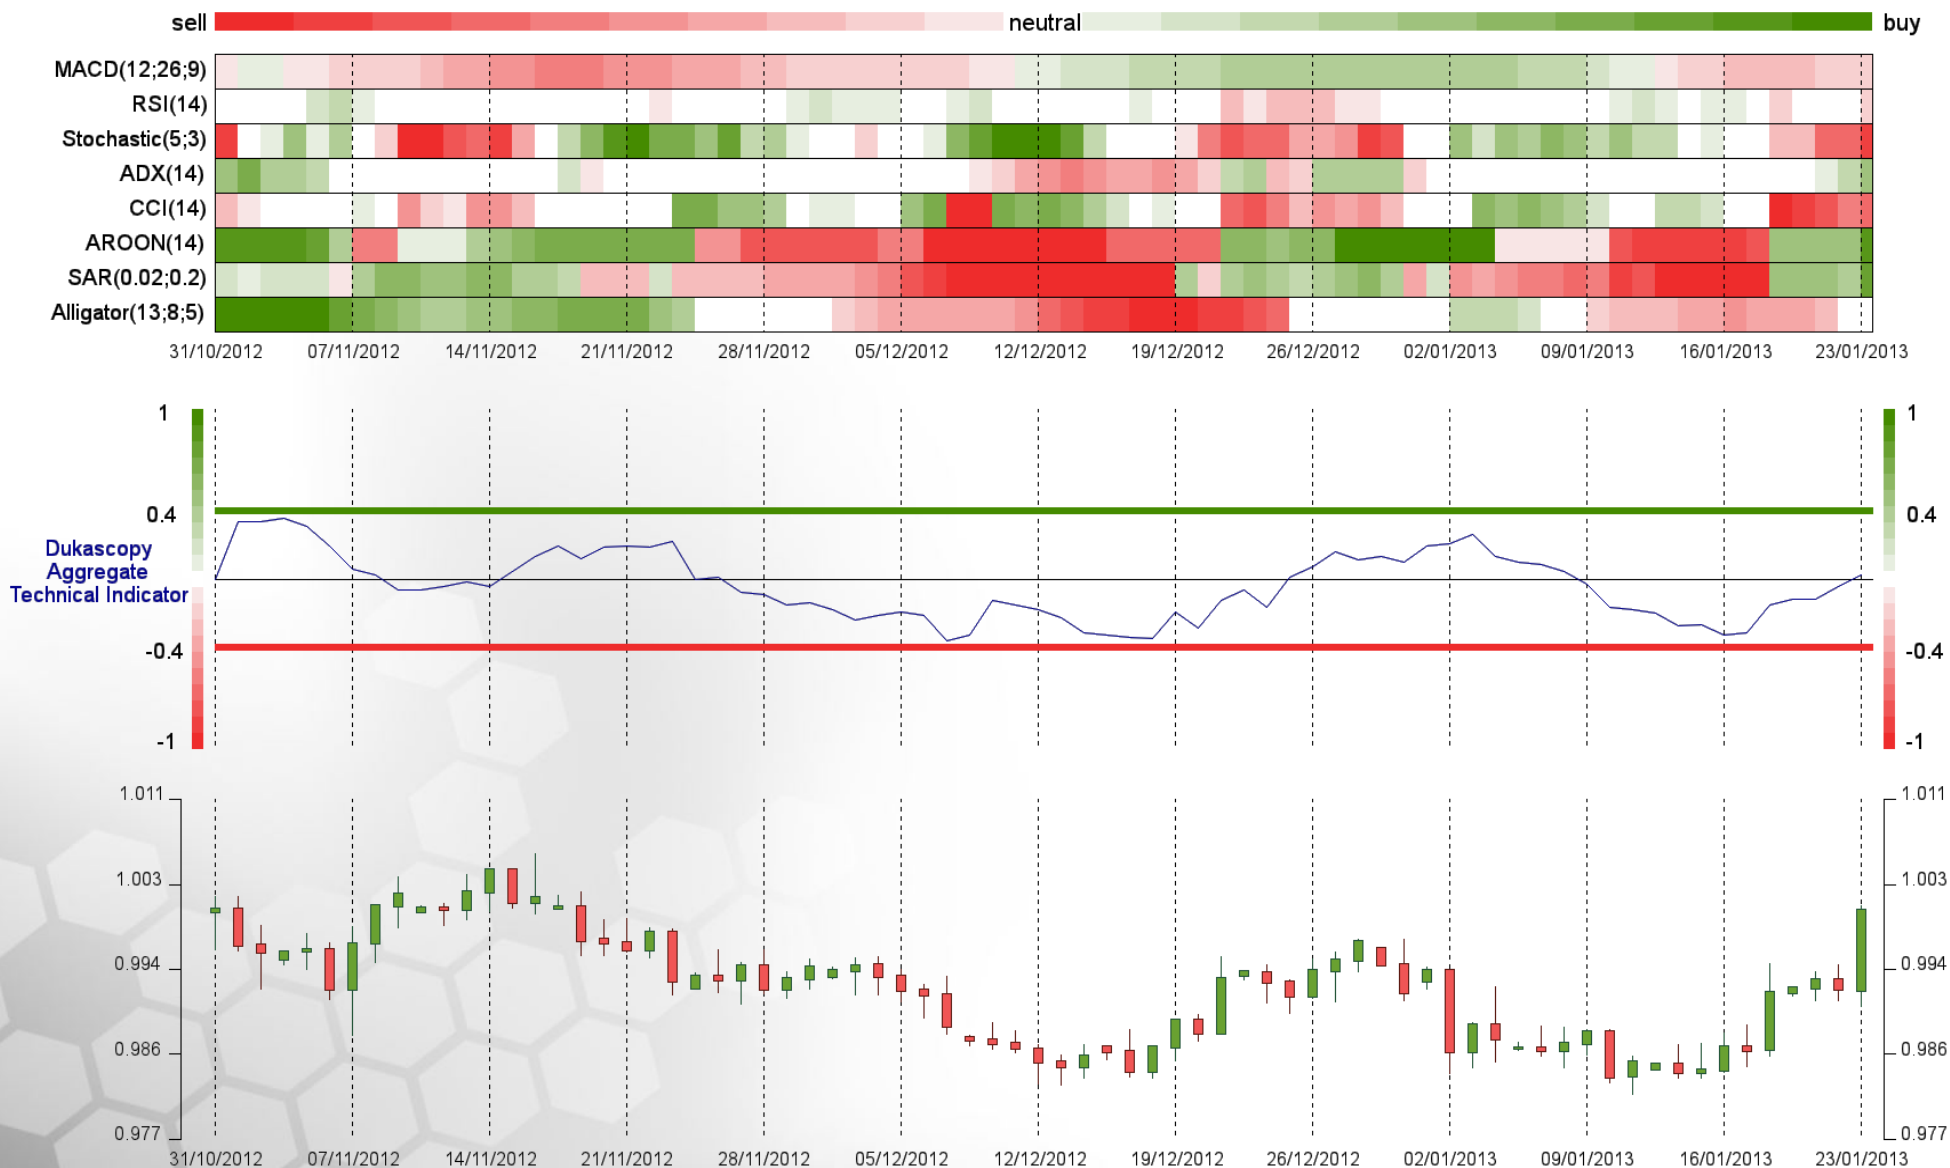 sell neutral buy
MACD(12;26;9)
RSI(14)
Stochastic(5;3)
ADX(14)
CCI(14)
AROON(14)
SAR(0.02;0.2)
Alligator(13;8;5)
31/10/2012 07/11/2012 14/11/2012 21/11/2012 28/11/2012 05/12/2012 12/12/2012 19/12/2012 26/12/2012 02/01/2013 09/01/2013 16/01/2013 23/01/2013
1 1
0.4 0.4
Dukascopy
Aggregate
Technical Indicator
-0.4 -0.4
-1 -1
1.011 1.011
1.003 1.003
0.994 0.994
0.986 0.986
0.977 0.977
31/10/2012 07/11/2012 14/11/2012 21/11/2012 28/11/2012 05/12/2012 12/12/2012 19/12/2012 26/12/2012 02/01/2013 09/01/2013 16/01/2013 23/01/2013